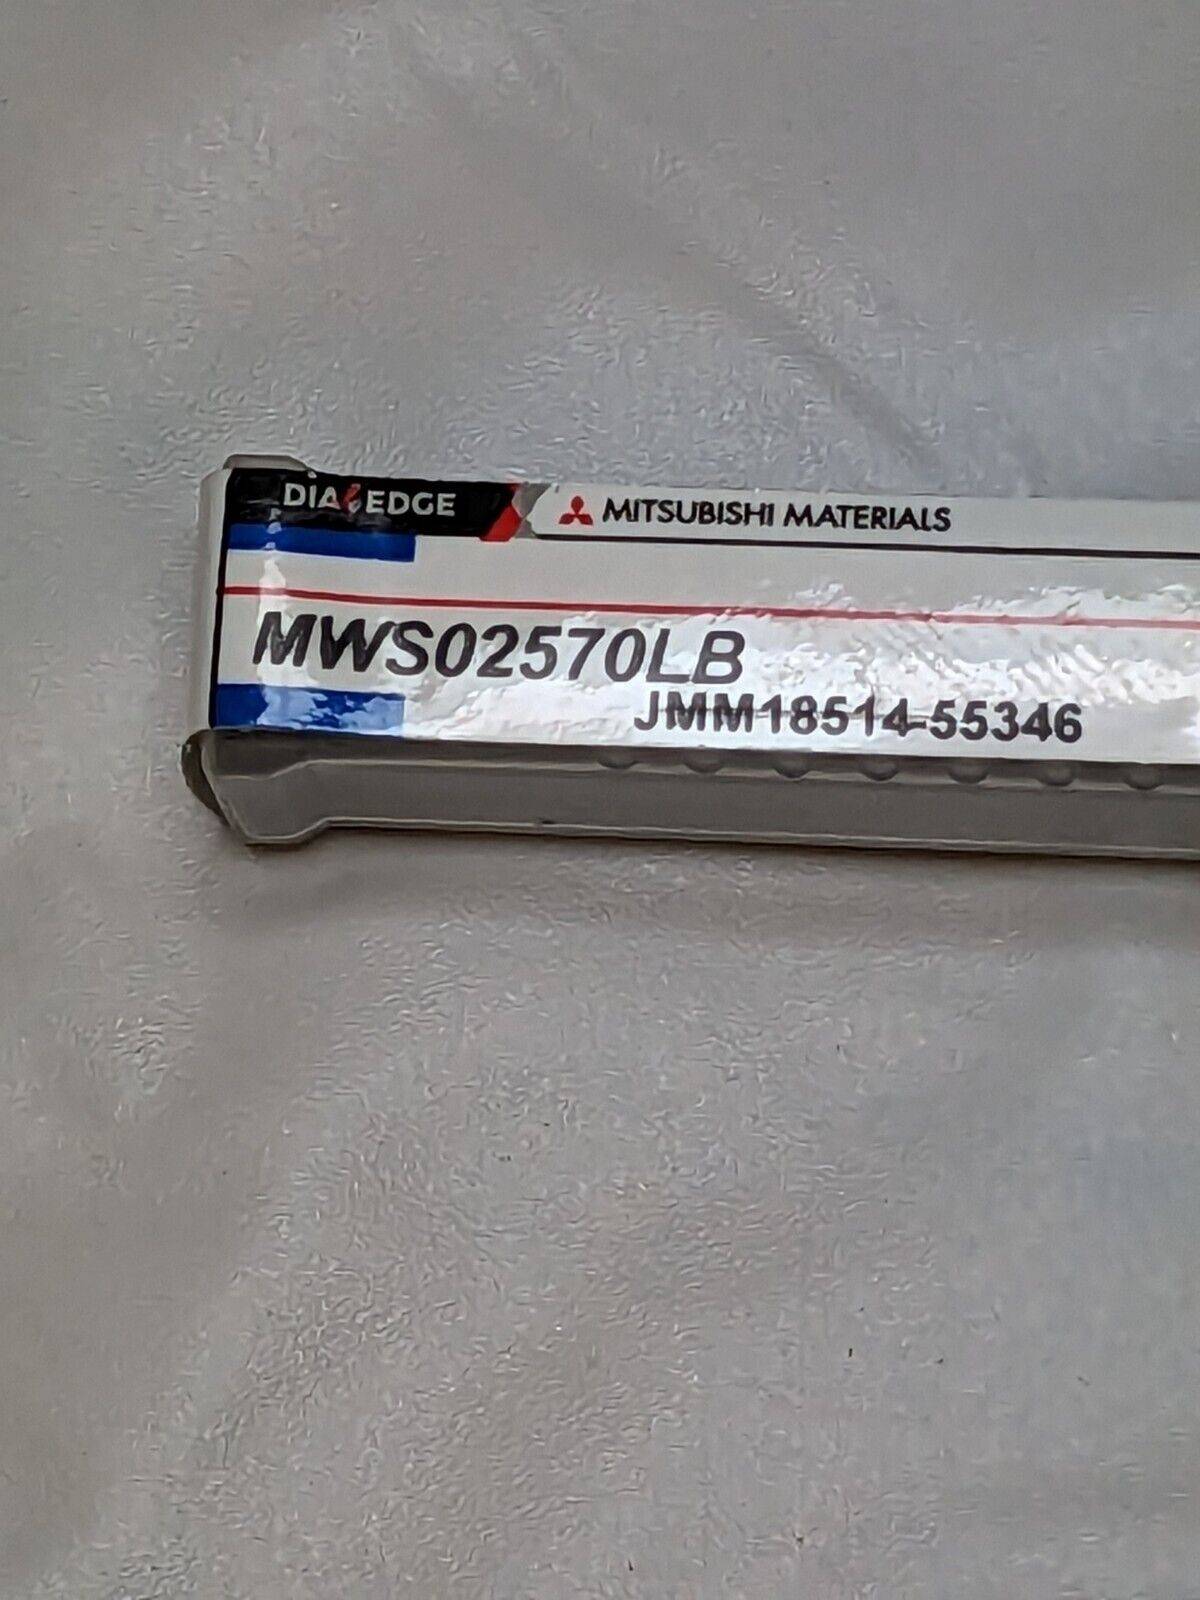 DIAEDGE MITSUBISHI MATERIALS
MWS02570LB
JMM18514-55346